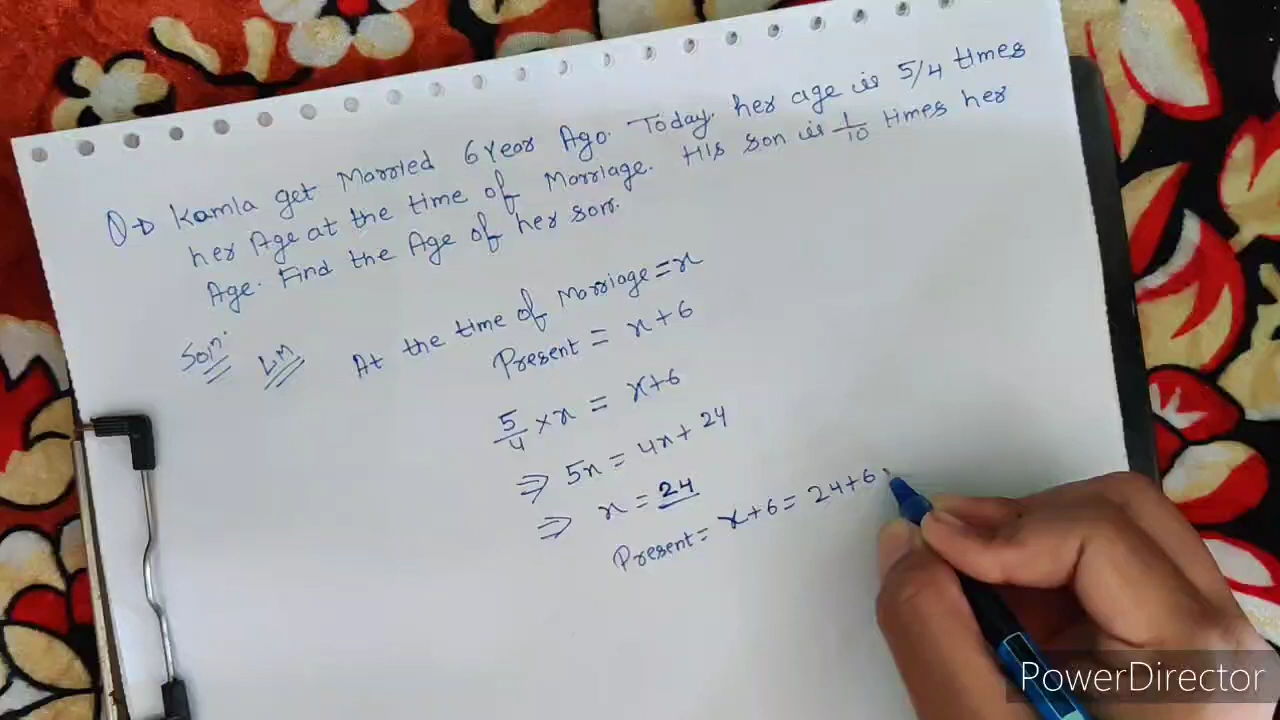 Q→ Kamla get Married 6 Year Ago. Today. her age is 5/4 times
her Age at the time of Marriage. His son is 1/10 times her
Age. Find the Age of her son.
Soln. At the time of Marriage = x
Present = x+6
5/4 × x = x+6
⇒ 5x = 4x + 24
⇒ x = 24
Present = x+6 = 24+6
PowerDirector